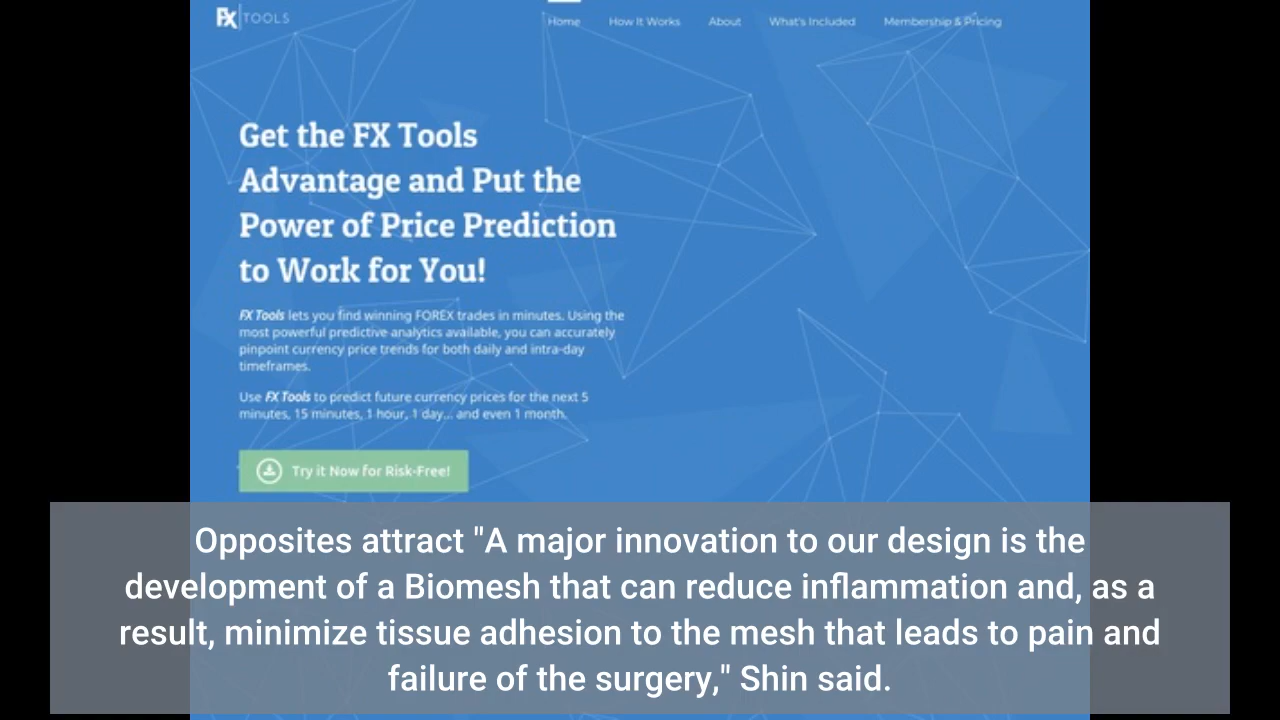 FX TOOLS
Home How It Works About What's Included Membership & Pricing
Get the FX Tools
Advantage and Put the
Power of Price Prediction
to Work for You!
FX Tools lets you find winning FOREX trades in minutes. Using the
most powerful predictive analytics available, you can accurately
pinpoint currency price trends for both daily and intra-day
timeframes.
Use FX Tools to predict future currency prices for the next 5
minutes, 15 minutes, 1 hour, 1 day... and even 1 month.
Try it Now for Risk-Free!
Opposites attract "A major innovation to our design is the
development of a Biomesh that can reduce inflammation and, as a
result, minimize tissue adhesion to the mesh that leads to pain and
failure of the surgery," Shin said.